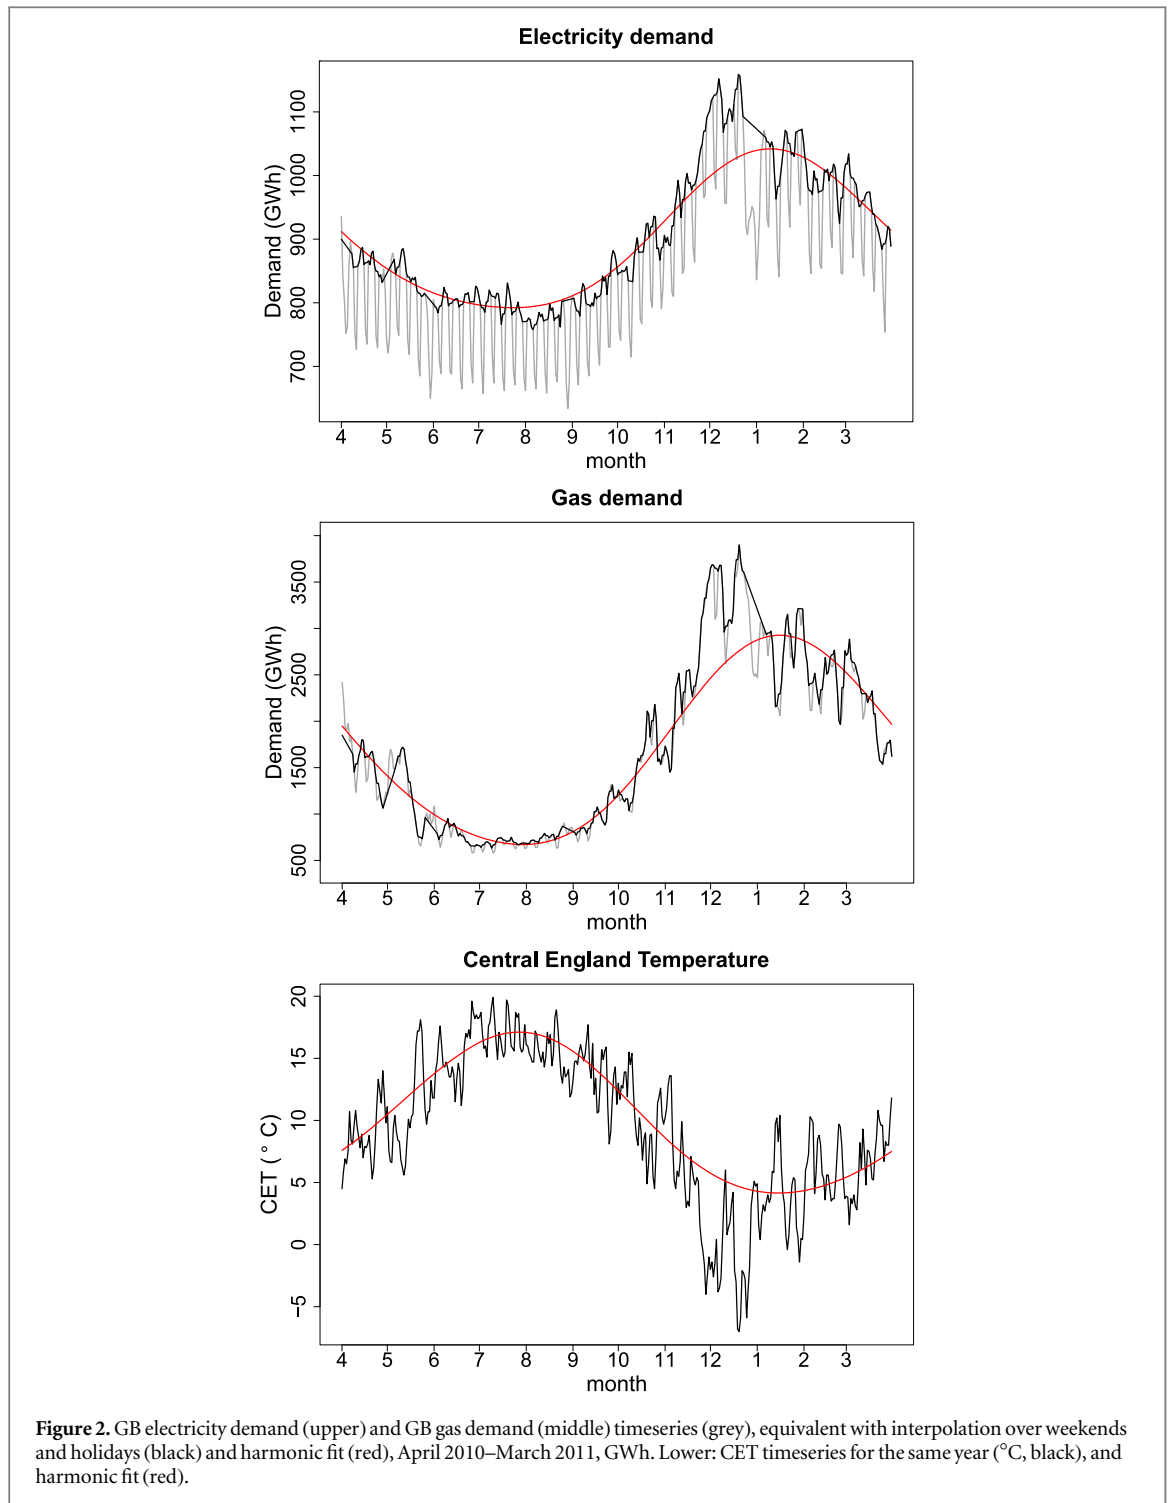 Electricity demand
1100
1000
900
800
700
Demand (GWh)
4 5 6 7 8 9 10 11 12 1 2 3
month
Gas demand
3500
2500
1500
500
Demand (GWh)
4 5 6 7 8 9 10 11 12 1 2 3
month
Central England Temperature
20
15
10
5
0
−5
CET ( ° C)
4 5 6 7 8 9 10 11 12 1 2 3
month
Figure 2. GB electricity demand (upper) and GB gas demand (middle) timeseries (grey), equivalent with interpolation over weekends
and holidays (black) and harmonic fit (red), April 2010–March 2011, GWh. Lower: CET timeseries for the same year (°C, black), and
harmonic fit (red).